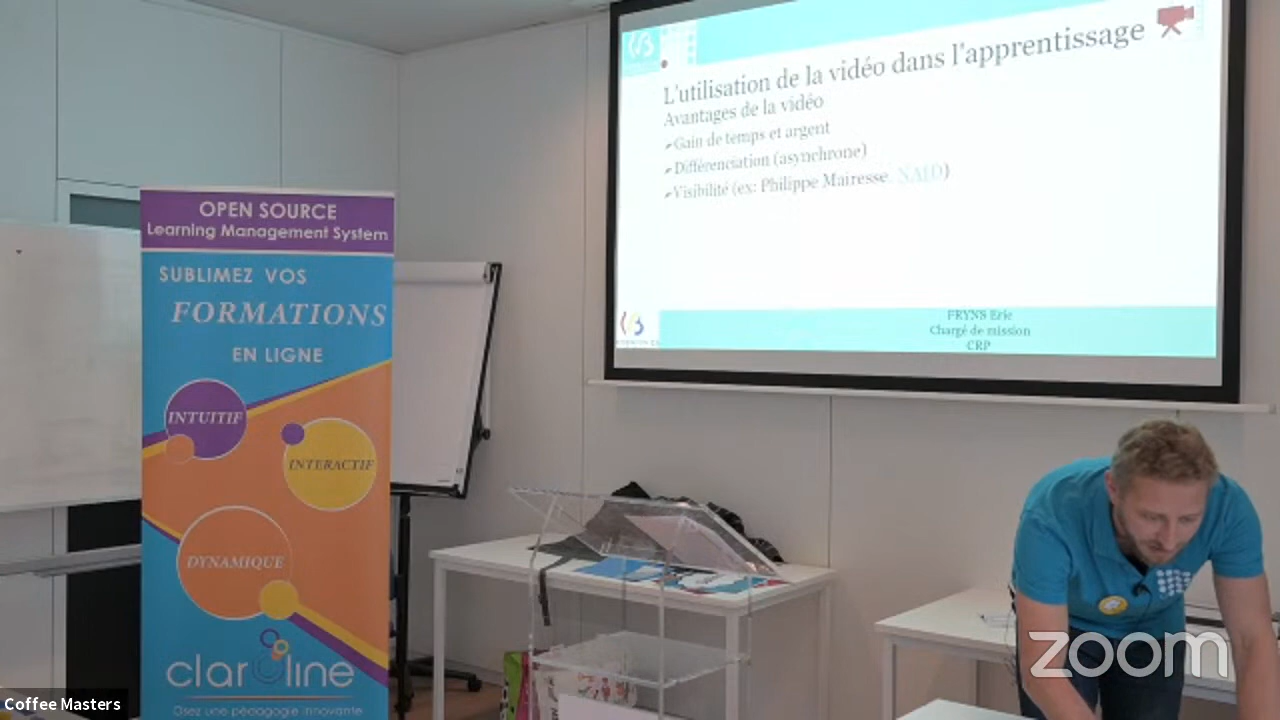 L'utilisation de la vidéo dans l'apprentissage
Avantages de la vidéo
Gain de temps et argent
Différenciation (asynchrone)
Visibilité (ex: Philippe Mairesse, NAID)
FRYNS Eric
Chargé de mission
CRP
OPEN SOURCE
Learning Management System
SUBLIMEZ VOS
FORMATIONS
EN LIGNE
INTUITIF
INTERACTIF
DYNAMIQUE
claroline
Osez une pédagogie innovante
zoom
Coffee Masters